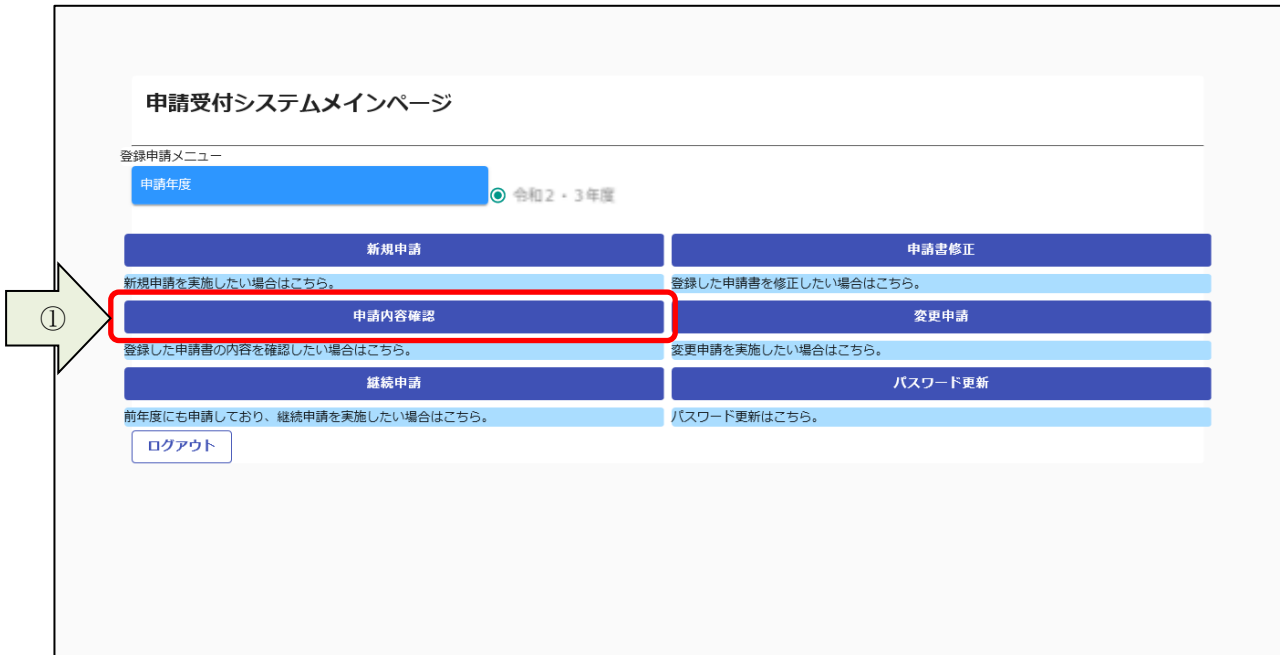 申請受付システムメインページ
登録申請メニュー
申請年度
令和2・3年度
新規申請
申請書修正
新規申請を実施したい場合はこちら。
登録した申請書を修正したい場合はこちら。
①
申請内容確認
変更申請
登録した申請書の内容を確認したい場合はこちら。
変更申請を実施したい場合はこちら。
継続申請
パスワード更新
前年度にも申請しており、継続申請を実施したい場合はこちら。
パスワード更新はこちら。
ログアウト